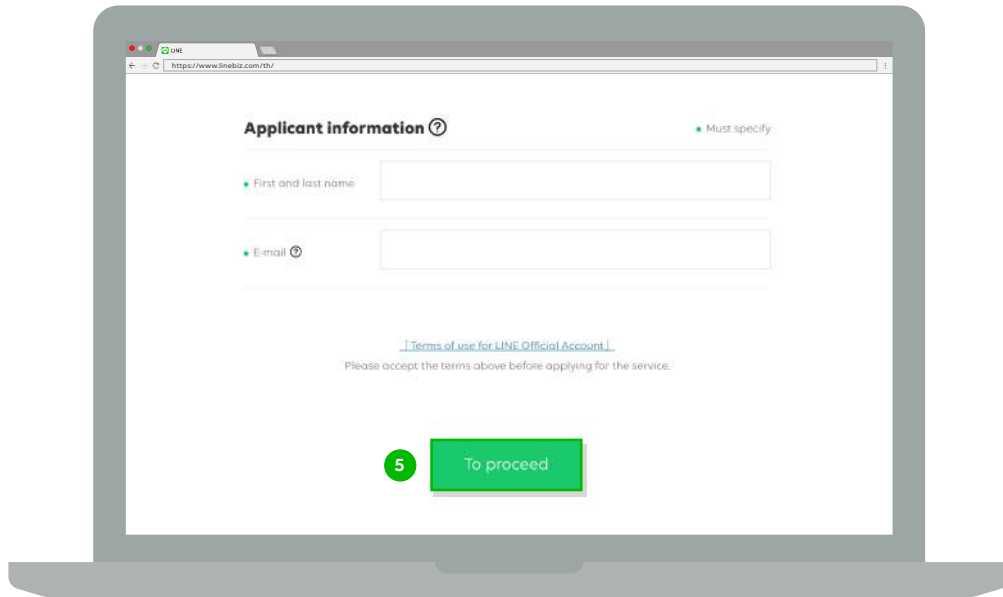 LINE
https://www.linebiz.com/th/
Applicant information ?
• Must specify
• First and last name
• E-mail ?
[Terms of use for LINE Official Account]
Please accept the terms above before applying for the service.
5
To proceed